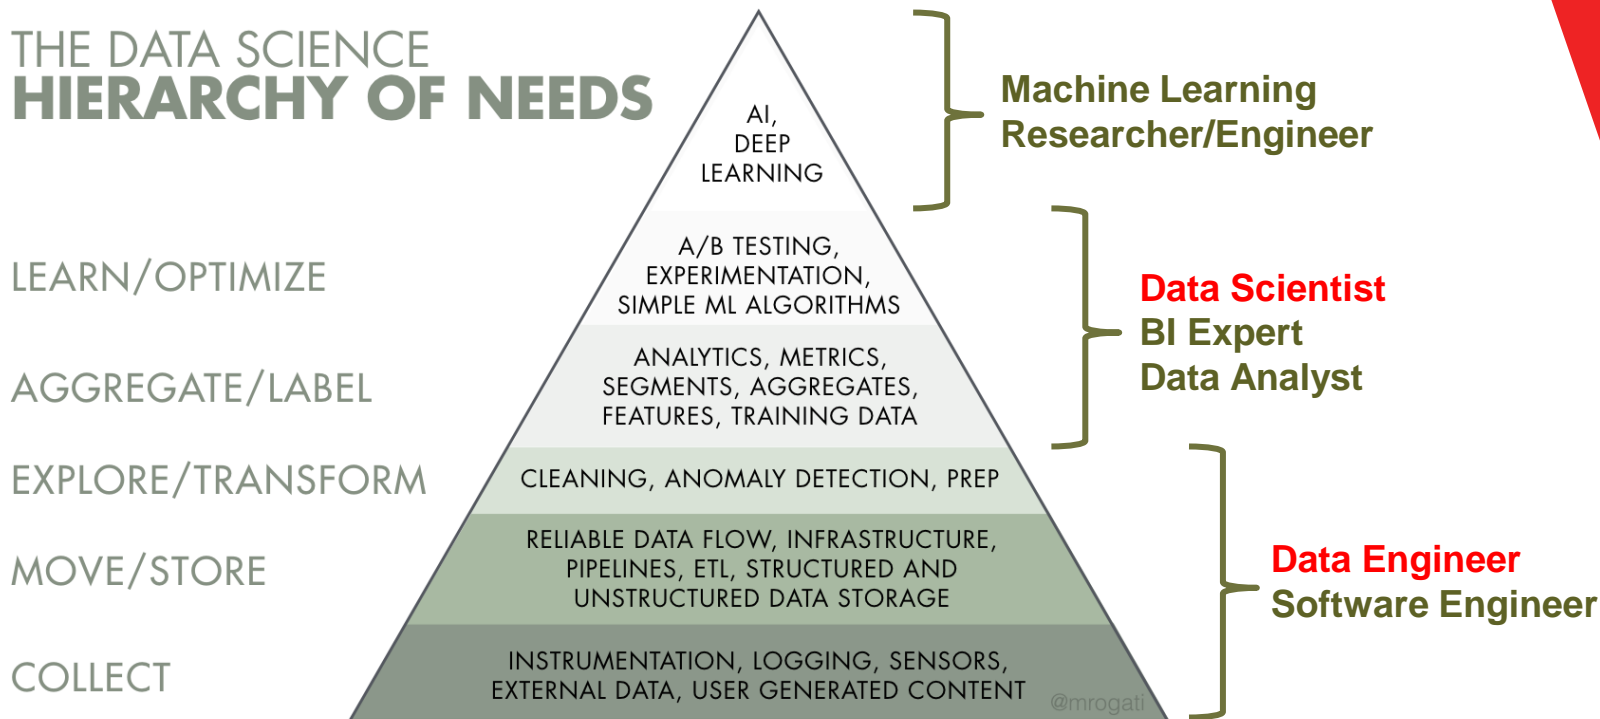 THE DATA SCIENCE
HIERARCHY OF NEEDS
AI,
DEEP
LEARNING
Machine Learning
Researcher/Engineer
LEARN/OPTIMIZE
A/B TESTING,
EXPERIMENTATION,
SIMPLE ML ALGORITHMS
Data Scientist
BI Expert
Data Analyst
AGGREGATE/LABEL
ANALYTICS, METRICS,
SEGMENTS, AGGREGATES,
FEATURES, TRAINING DATA
EXPLORE/TRANSFORM
CLEANING, ANOMALY DETECTION, PREP
MOVE/STORE
RELIABLE DATA FLOW, INFRASTRUCTURE,
PIPELINES, ETL, STRUCTURED AND
UNSTRUCTURED DATA STORAGE
Data Engineer
Software Engineer
COLLECT
INSTRUMENTATION, LOGGING, SENSORS,
EXTERNAL DATA, USER GENERATED CONTENT
@mrogati